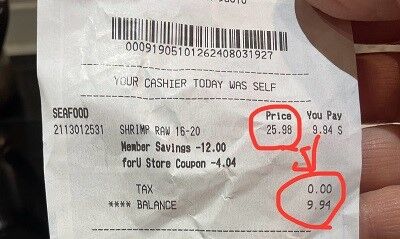 00091905101262408031927
YOUR CASHIER TODAY WAS SELF
SEAFOOD Price You Pay
2113012531 SHRIMP RAW 16-20 25.98 9.94 S
Member Savings -12.00
forU Store Coupon -4.04
TAX 0.00
**** BALANCE 9.94